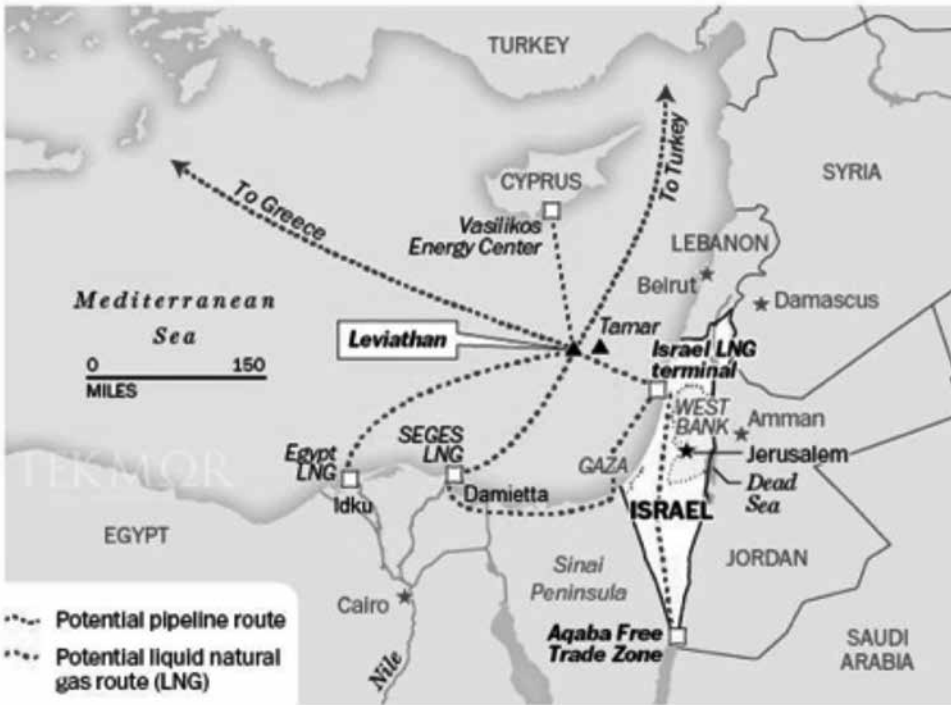 TURKEY
To Greece
To Turkey
CYPRUS
SYRIA
Vasilikos
Energy Center
LEBANON
Beirut
Damascus
Mediterranean
Sea
0 150
MILES
Leviathan
Tamar
Israel LNG
terminal
WEST
BANK
Amman
Jerusalem
Dead
Sea
Egypt
LNG
SEGES
LNG
GAZA
TEKMOR
Idku
Damietta
ISRAEL
EGYPT
JORDAN
Sinai
Peninsula
Cairo
Nile
Aqaba Free
Trade Zone
SAUDI
ARABIA
Potential pipeline route
Potential liquid natural
gas route (LNG)